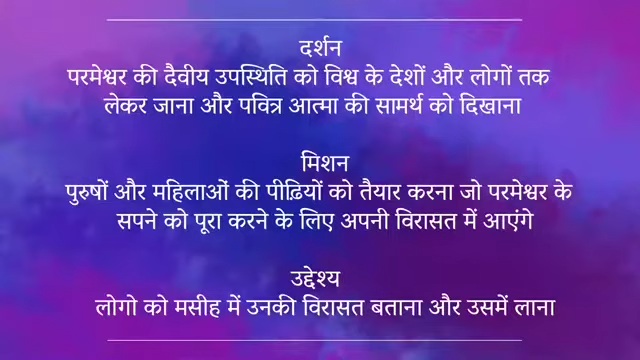 दर्शन
परमेश्वर की दैवीय उपस्थिति को विश्व के देशों और लोगों तक
लेकर जाना और पवित्र आत्मा की सामर्थ को दिखाना
मिशन
पुरुषों और महिलाओं की पीढ़ियों को तैयार करना जो परमेश्वर के
सपने को पूरा करने के लिए अपनी विरासत में आएंगे
उद्देश्य
लोगो को मसीह में उनकी विरासत बताना और उसमें लाना